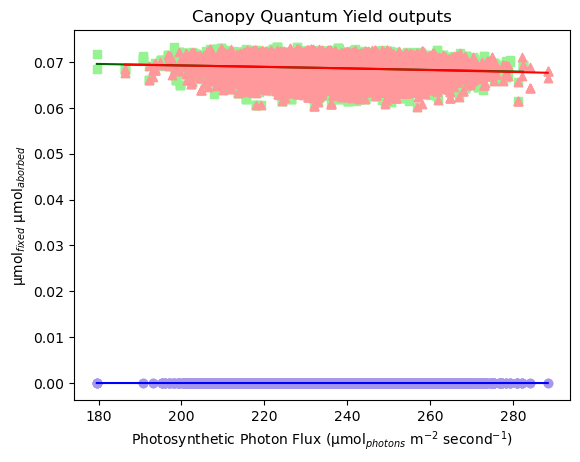 Canopy Quantum Yield outputs
0.07
0.06
0.05
0.04
0.03
0.02
0.01
0.00
µmol_fixed µmol_aborbed
180 200 220 240 260 280
Photosynthetic Photon Flux (µmol_photons m⁻² second⁻¹)